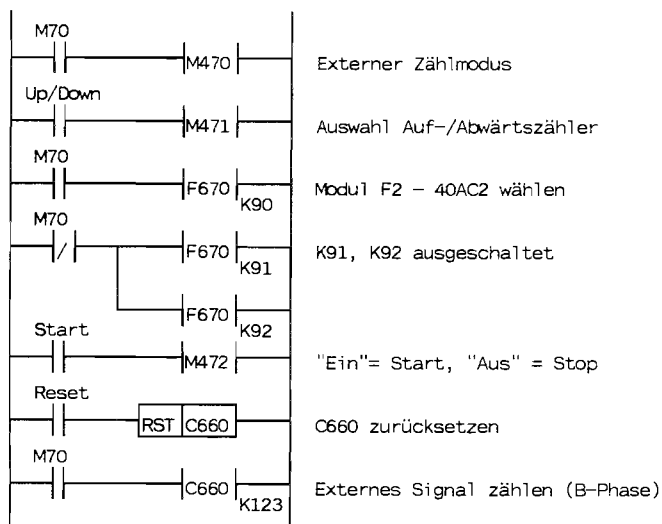 M70
M470 Externer Zählmodus
Up/Down
M471 Auswahl Auf-/Abwärtszähler
M70
F670 K90 Modul F2 - 40AC2 wählen
M70
F670 K91 K91, K92 ausgeschaltet
F670 K92
Start
M472 "Ein"= Start, "Aus" = Stop
Reset
RST C660 C660 zurücksetzen
M70
C660 K123 Externes Signal zählen (B-Phase)